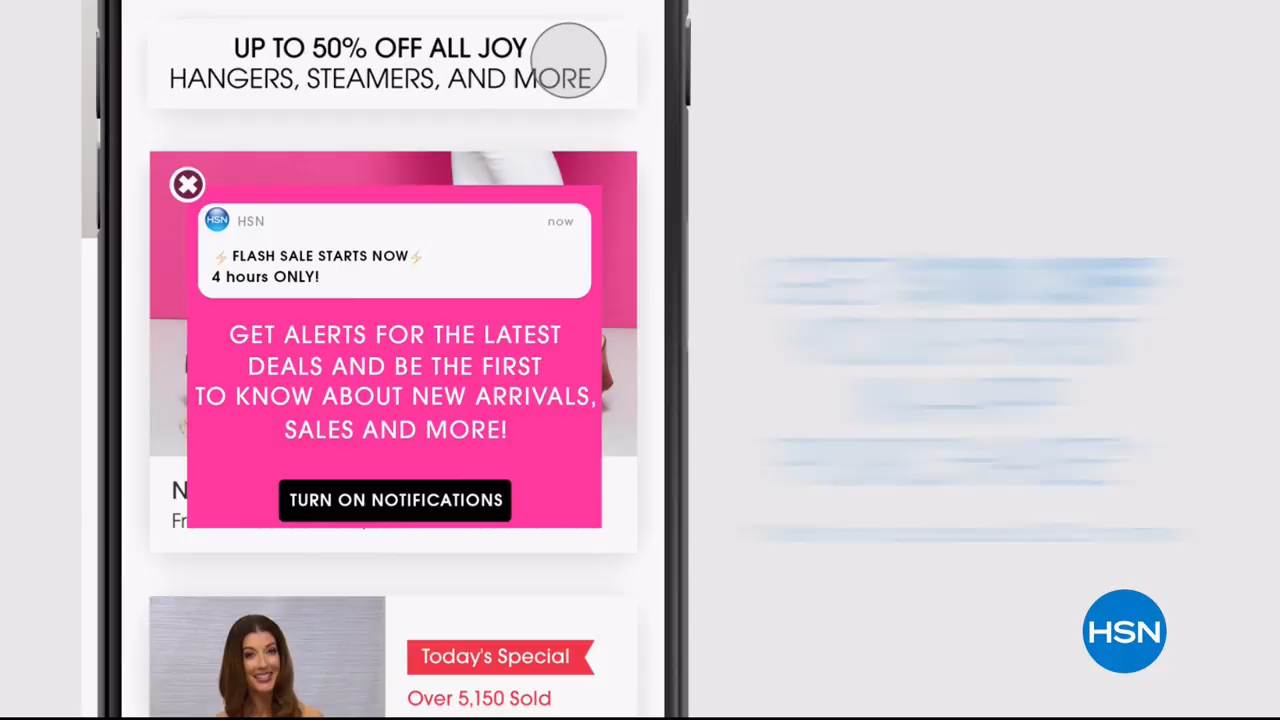 UP TO 50% OFF ALL JOY
HANGERS, STEAMERS, AND MORE
HSN
HSN
now
⚡FLASH SALE STARTS NOW⚡
4 hours ONLY!
GET ALERTS FOR THE LATEST
DEALS AND BE THE FIRST
TO KNOW ABOUT NEW ARRIVALS,
SALES AND MORE!
TURN ON NOTIFICATIONS
Today's Special
Over 5,150 Sold
HSN